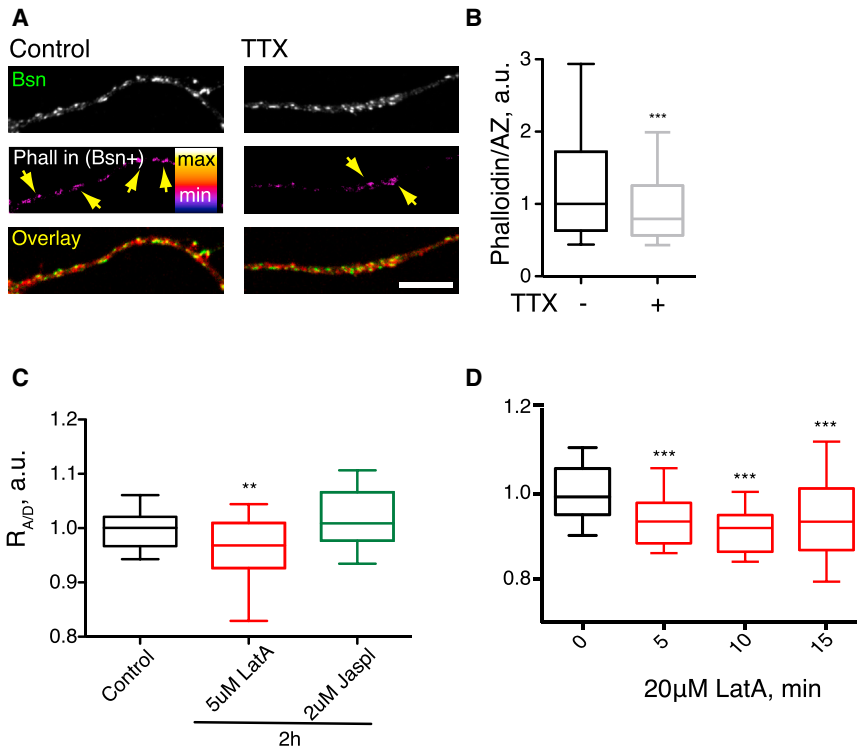 A
Control
TTX
Bsn
Phall in (Bsn+)
max
min
Overlay
B
Phalloidin/AZ, a.u.
3
2
1
0
***
TTX - +
C
R A/D, a.u.
1.2
1.1
1.0
0.9
0.8
**
Control
5uM LatA
2uM Jaspl
2h
D
1.2
1.0
0.8
***
***
***
0
5
10
15
20µM LatA, min